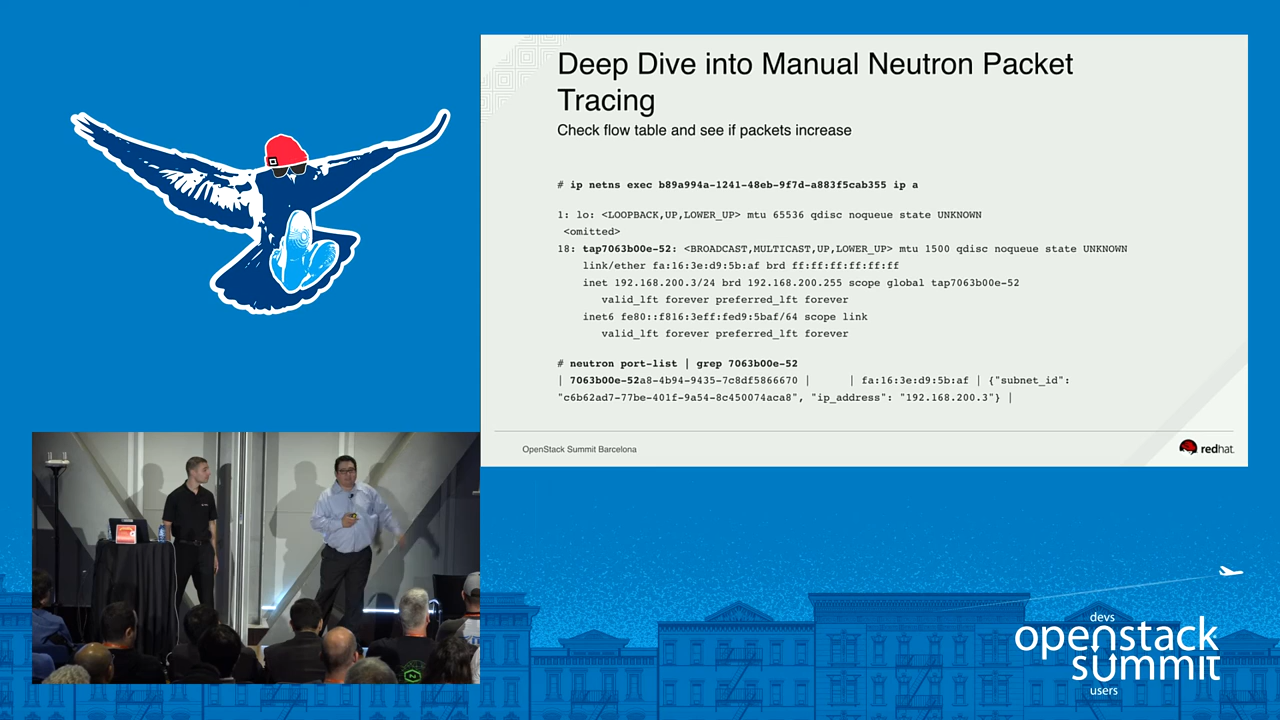 Deep Dive into Manual Neutron Packet
Tracing
Check flow table and see if packets increase
# ip netns exec b89a994a-1241-48eb-9f7d-a883f5cab355 ip a
1: lo: <LOOPBACK,UP,LOWER_UP> mtu 65536 qdisc noqueue state UNKNOWN
<omitted>
18: tap7063b00e-52: <BROADCAST,MULTICAST,UP,LOWER_UP> mtu 1500 qdisc noqueue state UNKNOWN
link/ether fa:16:3e:d9:5b:af brd ff:ff:ff:ff:ff:ff
inet 192.168.200.3/24 brd 192.168.200.255 scope global tap7063b00e-52
valid_lft forever preferred_lft forever
inet6 fe80::f816:3eff:fed9:5baf/64 scope link
valid_lft forever preferred_lft forever
# neutron port-list | grep 7063b00e-52
| 7063b00e-52a8-4b94-9435-7c8df5866670 | | fa:16:3e:d9:5b:af | {"subnet_id":
"c6b62ad7-77be-401f-9a54-8c450074aca8", "ip_address": "192.168.200.3"} |
OpenStack Summit Barcelona
redhat.
devs
openstack
summit
users